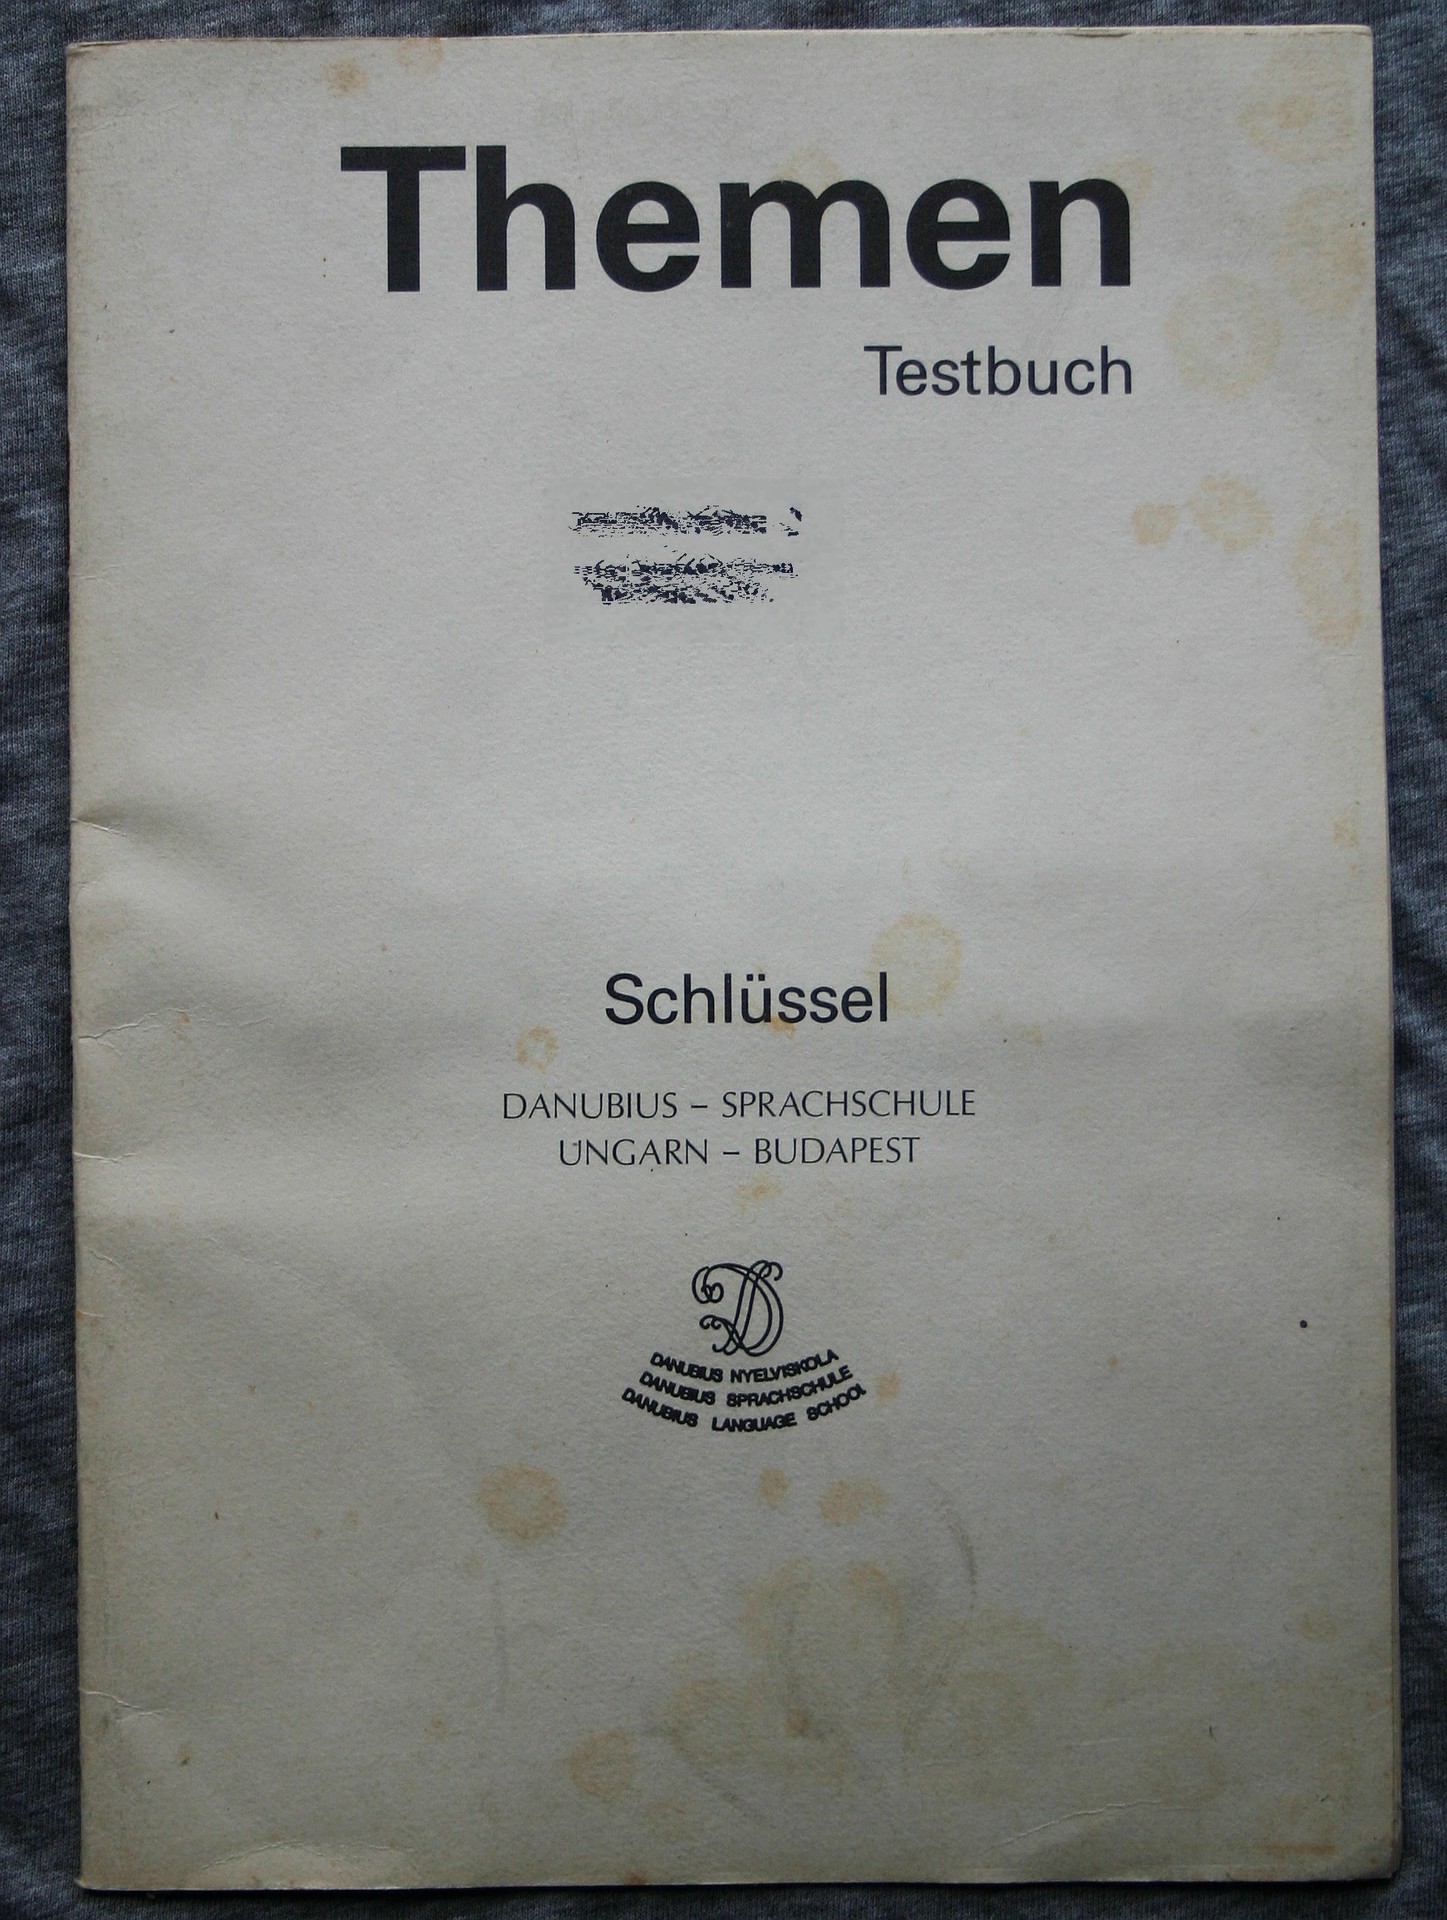 Themen
Testbuch
Schlüssel
DANUBIUS – SPRACHSCHULE
UNGARN – BUDAPEST
D
DANUBIUS NYELVISKOLA
DANUBIUS SPRACHSCHULE
DANUBIUS LANGUAGE SCHOOL